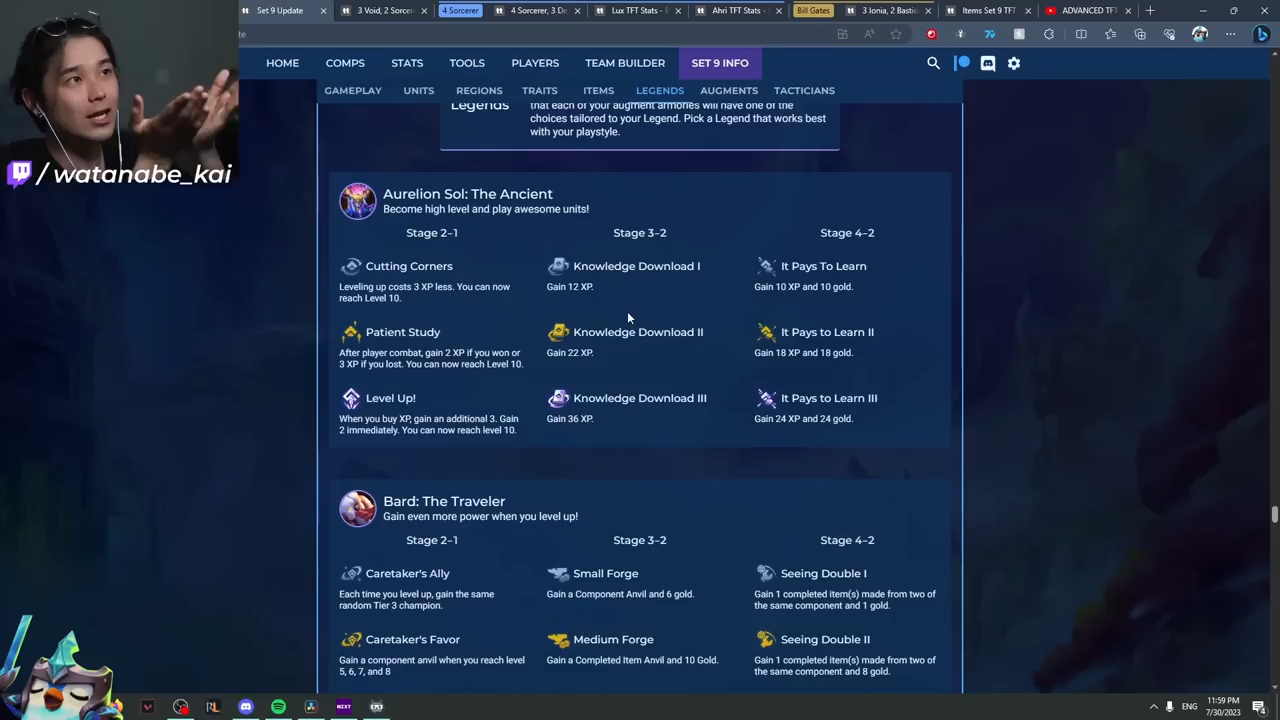 Set 9 Update
3 Void, 2 Sorcer
4 Sorcerer
4 Sorcerer, 3 De
Lux TFT Stats -
Ahri TFT Stats -
Bill Gates
3 Ionia, 2 Bastio
Items Set 9 TFT
ADVANCED TFT
te
HOME COMPS STATS TOOLS PLAYERS TEAM BUILDER SET 9 INFO
GAMEPLAY UNITS REGIONS TRAITS ITEMS LEGENDS AUGMENTS TACTICIANS
Legends
that each of your augment armories will have one of the
choices tailored to your Legend. Pick a Legend that works best
with your playstyle.
/watanabe_kai
Aurelion Sol: The Ancient
Become high level and play awesome units!
Stage 2-1 Stage 3-2 Stage 4-2
Cutting Corners
Leveling up costs 3 XP less. You can now
reach Level 10.
Knowledge Download I
Gain 12 XP.
It Pays To Learn
Gain 10 XP and 10 gold.
Patient Study
After player combat, gain 2 XP if you won or
3 XP if you lost. You can now reach Level 10.
Knowledge Download II
Gain 22 XP.
It Pays to Learn II
Gain 18 XP and 18 gold.
Level Up!
When you buy XP, gain an additional 3. Gain
2 immediately. You can now reach level 10.
Knowledge Download III
Gain 36 XP.
It Pays to Learn III
Gain 24 XP and 24 gold.
Bard: The Traveler
Gain even more power when you level up!
Stage 2-1 Stage 3-2 Stage 4-2
Caretaker's Ally
Each time you level up, gain the same
random Tier 3 champion.
Small Forge
Gain a Component Anvil and 6 gold.
Seeing Double I
Gain 1 completed item(s) made from two of
the same component and 1 gold.
Caretaker's Favor
Gain a component anvil when you reach level
5, 6, 7, and 8
Medium Forge
Gain a Completed Item Anvil and 10 Gold.
Seeing Double II
Gain 1 completed item(s) made from two of
the same component and 8 gold.
NEXT
ENG
11:59 PM
7/30/2023
4